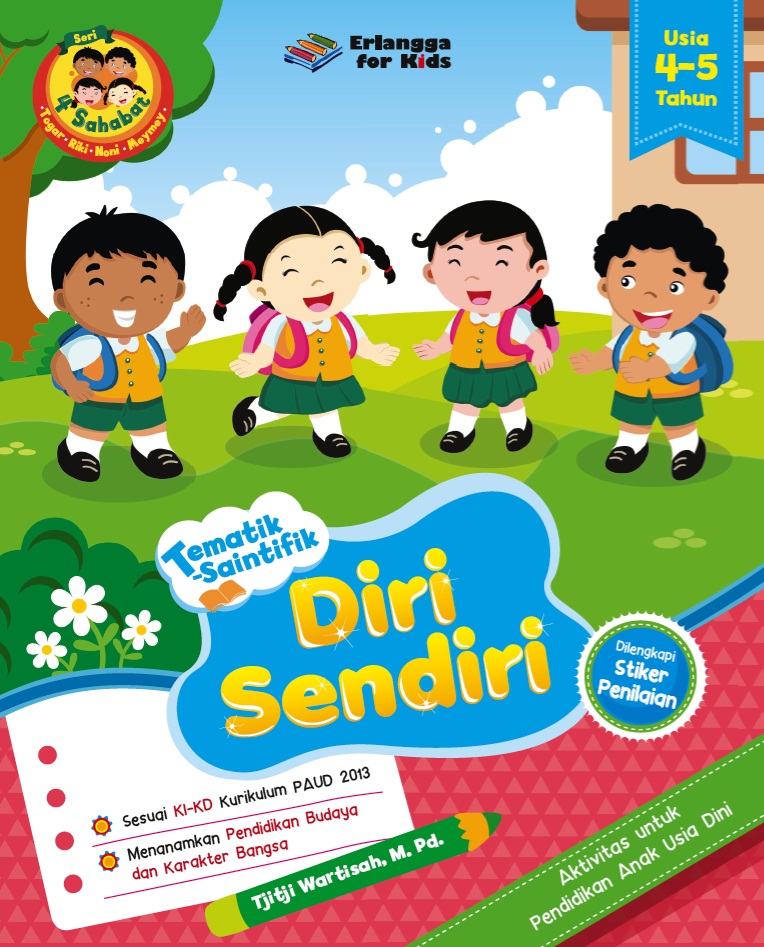 Seri
4 Sahabat
Togar • Riki • Noni • Meymey
Erlangga
for Kids
Usia
4-5
Tahun
Tematik
-Saintifik
Diri
Sendiri
Dilengkapi
Stiker
Penilaian
Sesuai KI-KD Kurikulum PAUD 2013
Menanamkan Pendidikan Budaya
dan Karakter Bangsa
Tjitji Wartisah, M. Pd.
Aktivitas untuk
Pendidikan Anak Usia Dini